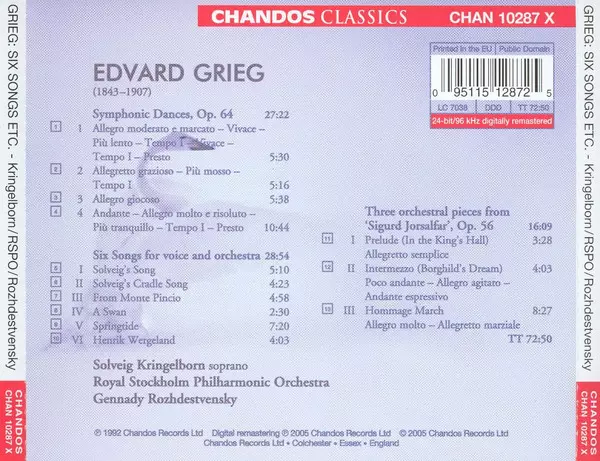 CHANDOS CLASSICS
CHAN 10287 X
GRIEG: SIX SONGS ETC. - Kringelborn/RSPO/Rozhdestvensky
CHANDOS
CHAN 10287 X
EDVARD GRIEG
(1843–1907)
Symphonic Dances, Op. 64 27:22
1 I Allegro moderato e marcato – Vivace –
Più lento – Tempo I – Vivace –
Tempo I – Presto 5:30
2 2 Allegretto grazioso – Più mosso –
Tempo I 5:16
3 3 Allegro giocoso 5:38
4 4 Andante – Allegro molto e risoluto –
Più tranquillo – Tempo I – Presto 10:44
Six Songs for voice and orchestra 28:54
5 I Solveig's Song 5:10
6 II Solveig's Cradle Song 4:23
7 III From Monte Pincio 4:58
8 IV A Swan 2:30
9 V Springtide 7:20
10 VI Henrik Wergeland 4:03
Solveig Kringelborn soprano
Royal Stockholm Philharmonic Orchestra
Gennady Rozhdestvensky
Printed in the EU Public Domain
0 95115 12872 5
LC 7038 DDD TT 72:50
24-bit/96 kHz digitally remastered
Three orchestral pieces from
'Sigurd Jorsalfar', Op. 56 16:09
11 I Prelude (In the King's Hall) 3:28
Allegretto semplice
12 II Intermezzo (Borghild's Dream) 4:03
Poco andante – Allegro agitato –
Andante espressivo
13 III Hommage March 8:27
Allegro molto – Allegretto marziale
TT 72:50
℗ 1992 Chandos Records Ltd Digital remastering ℗ 2005 Chandos Records Ltd © 2005 Chandos Records Ltd
Chandos Records Ltd • Colchester • Essex • England
GRIEG: SIX SONGS ETC. - Kringelborn/RSPO/Rozhdestvensky
CHANDOS
CHAN 10287 X